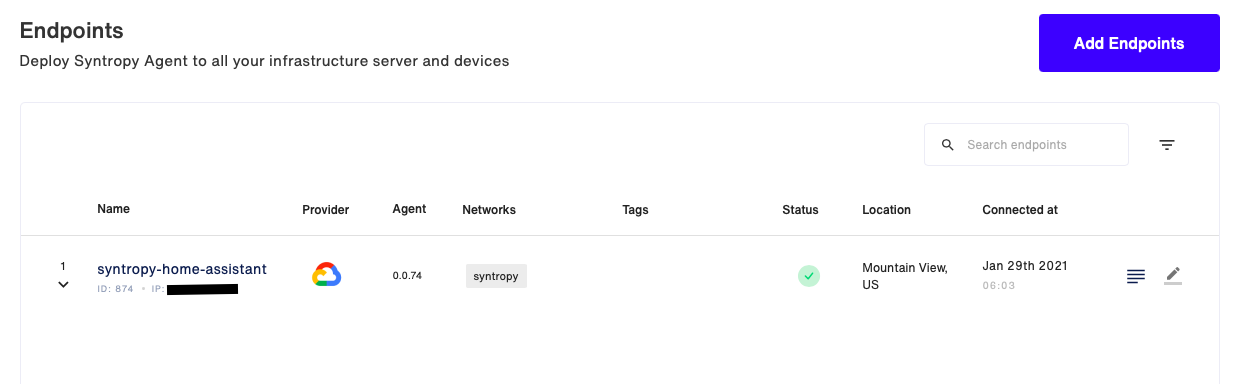 Endpoints
Add Endpoints
Deploy Syntropy Agent to all your infrastructure server and devices
Search endpoints
Name Provider Agent Networks Tags Status Location Connected at
1 syntropy-home-assistant 0.0.74 syntropy Mountain View, Jan 29th 2021
ID: 874 • IP: US 06:03